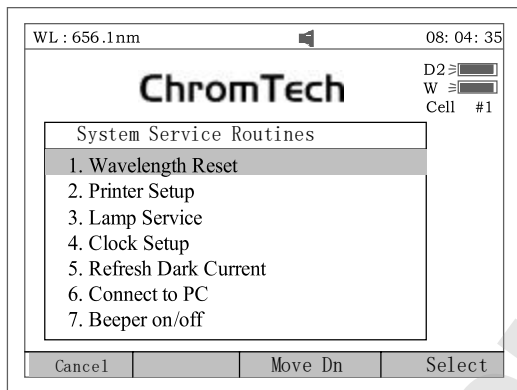 WL : 656.1nm 08: 04: 35
D2
W
Cell #1
ChromTech
System Service Routines
1. Wavelength Reset
2. Printer Setup
3. Lamp Service
4. Clock Setup
5. Refresh Dark Current
6. Connect to PC
7. Beeper on/off
Cancel Move Dn Select